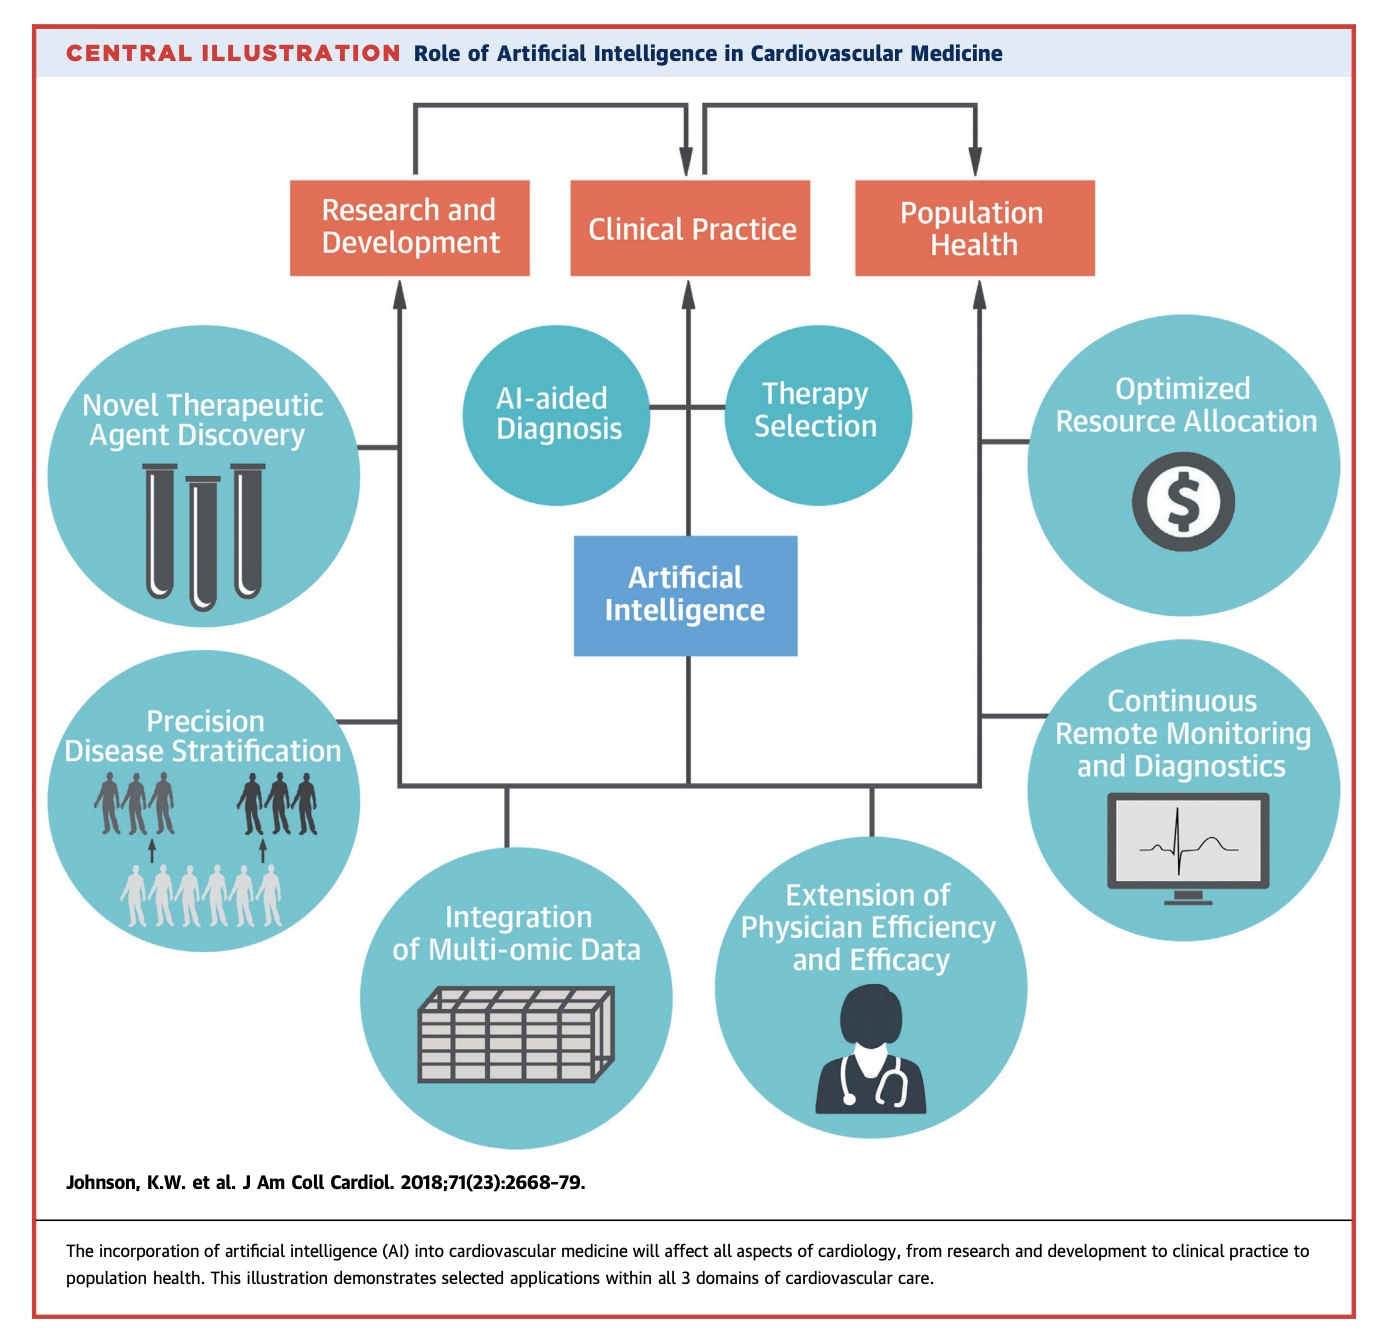 CENTRAL ILLUSTRATION Role of Artificial Intelligence in Cardiovascular Medicine
Research and
Development
Clinical Practice
Population
Health
Novel Therapeutic
Agent Discovery
AI-aided
Diagnosis
Therapy
Selection
Optimized
Resource Allocation
$
Artificial
Intelligence
Precision
Disease Stratification
Continuous
Remote Monitoring
and Diagnostics
Integration
of Multi-omic Data
Extension of
Physician Efficiency
and Efficacy
Johnson, K.W. et al. J Am Coll Cardiol. 2018;71(23):2668–79.
The incorporation of artificial intelligence (AI) into cardiovascular medicine will affect all aspects of cardiology, from research and development to clinical practice to
population health. This illustration demonstrates selected applications within all 3 domains of cardiovascular care.